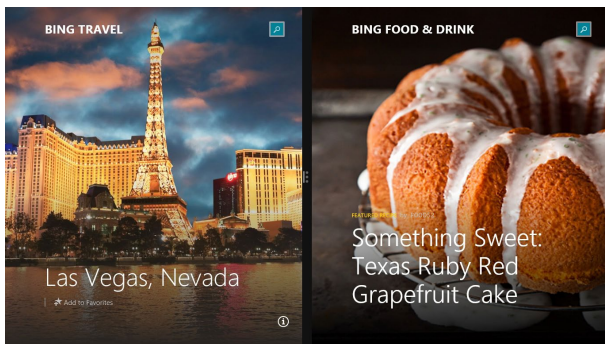 BING TRAVEL
Las Vegas, Nevada
Add to Favorites
BING FOOD & DRINK
Something Sweet:
Texas Ruby Red
Grapefruit Cake